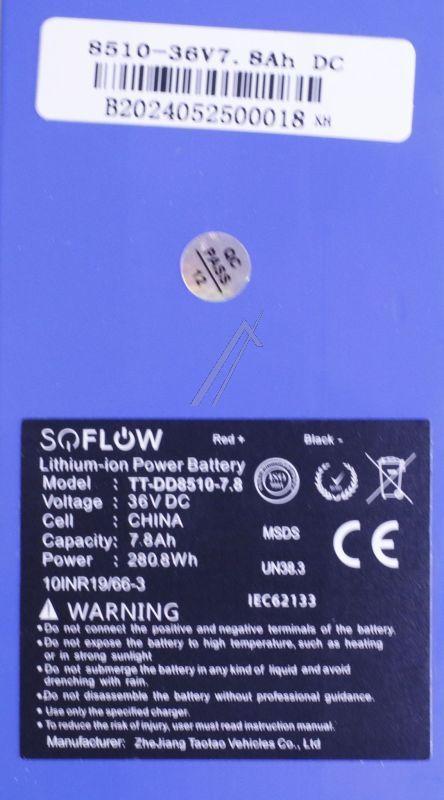 8510-36V7.8Ah DC
B2024052500018 XH
QC
PASS
12
SOFLOW Red + Black -
Lithium-ion Power Battery
Model : TT-DD8510-7.8
Voltage : 36V DC
Cell : CHINA
Capacity: 7.8Ah
Power : 280.8Wh
10INR19/66-3
ISO
9001
MSDS
UN38.3
IEC62133
CE
WARNING
•Do not connect the positive and negative terminals of the battery.
•Do not expose the battery to high temperature, such as heating
or in strong sunlight
•Do not submerge the battery in any kind of liquid and avoid
drenching with rain.
•Do not disassemble the battery without professional guidance.
• Use only the specified charger.
•To reduce the risk of injury, user must read instruction manual.
Manufacturer: ZheJiang Taotao Vehicles Co., Ltd